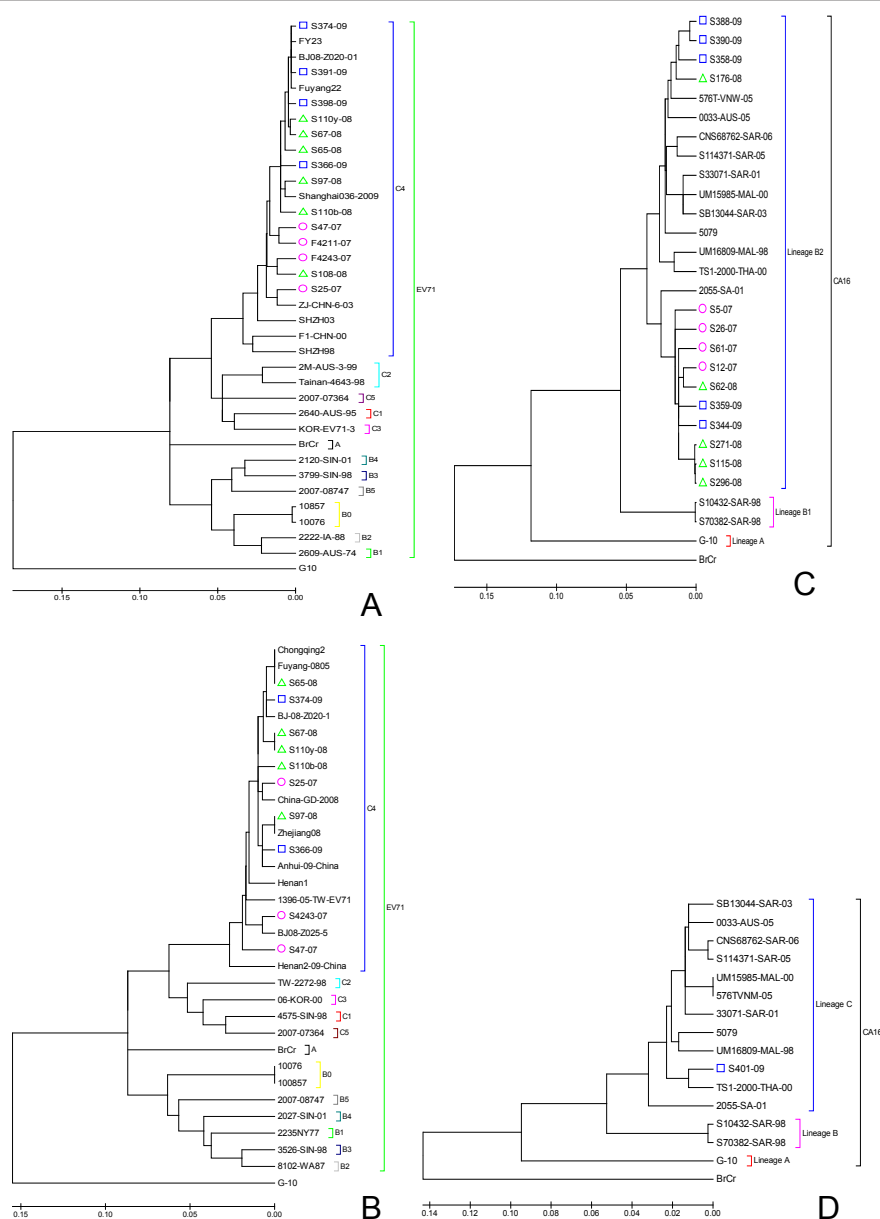 S374-09
FY23
BJ08-Z020-01
S391-09
Fuyang22
S398-09
S110y-08
S67-08
S65-08
S366-09
S97-08
Shanghai036-2009
S110b-08
S47-07
F4211-07
F4243-07
S108-08
S25-07
ZJ-CHN-6-03
SHZH03
F1-CHN-00
SHZH98
2M-AUS-3-99
Tainan-4643-98
2007-07364
2640-AUS-95
KOR-EV71-3
BrCr
2120-SIN-01
3799-SIN-98
2007-08747
10857
10076
2222-IA-88
2609-AUS-74
G10
C4
C2
C5
C1
C3
A
B4
B3
B5
B0
B2
B1
EV71
0.15 0.10 0.05 0.00
A
S388-09
S390-09
S358-09
S176-08
576T-VNW-05
0033-AUS-05
CNS68762-SAR-06
S114371-SAR-05
S33071-SAR-01
UM15985-MAL-00
SB13044-SAR-03
5079
UM16809-MAL-98
TS1-2000-THA-00
2055-SA-01
S5-07
S26-07
S61-07
S12-07
S62-08
S359-09
S344-09
S271-08
S115-08
S296-08
S10432-SAR-98
S70382-SAR-98
G-10
BrCr
Lineage B2
Lineage B1
Lineage A
CA16
0.15 0.10 0.05 0.00
C
Chongqing2
Fuyang-0805
S65-08
S374-09
BJ-08-Z020-1
S67-08
S110y-08
S110b-08
S25-07
China-GD-2008
S97-08
Zhejiang08
S366-09
Anhui-09-China
Henan1
1396-05-TW-EV71
S4243-07
BJ08-Z025-5
S47-07
Henan2-09-China
TW-2272-98
06-KOR-00
4575-SIN-98
2007-07364
BrCr
10076
100857
2007-08747
2027-SIN-01
2235NY77
3526-SIN-98
8102-WA87
G-10
C4
C2
C3
C1
C5
A
B0
B5
B4
B1
B3
B2
EV71
0.15 0.10 0.05 0.00
B
SB13044-SAR-03
0033-AUS-05
CNS68762-SAR-06
S114371-SAR-05
UM15985-MAL-00
576TVNM-05
33071-SAR-01
5079
UM16809-MAL-98
S401-09
TS1-2000-THA-00
2055-SA-01
S10432-SAR-98
S70382-SAR-98
G-10
BrCr
Lineage C
Lineage B
Lineage A
CA16
0.14 0.12 0.10 0.08 0.06 0.04 0.02 0.00
D